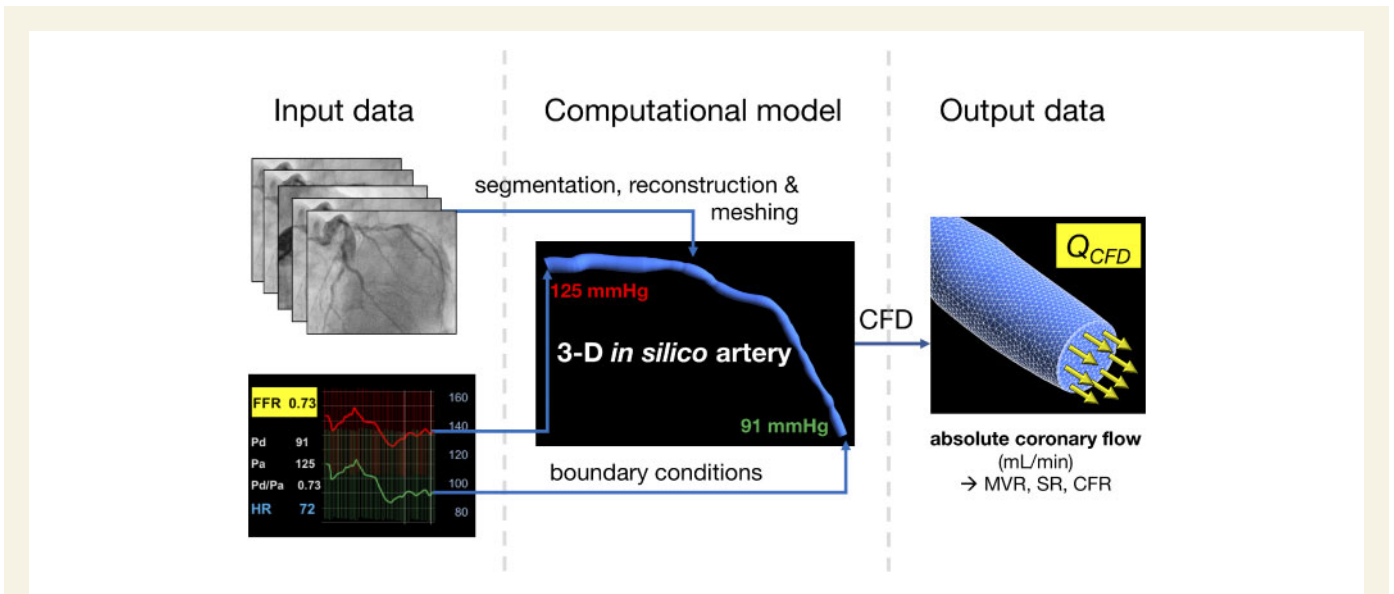 Input data
Computational model
Output data
segmentation, reconstruction &
meshing
125 mmHg
3-D in silico artery
91 mmHg
CFD
Q_CFD
FFR 0.73
Pd 91
Pa 125
Pd/Pa 0.73
HR 72
160
140
120
100
80
boundary conditions
absolute coronary flow
(mL/min)
→ MVR, SR, CFR